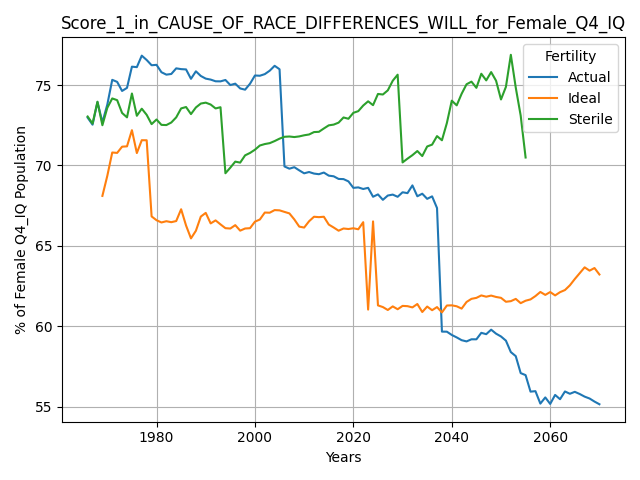 Score_1_in_CAUSE_OF_RACE_DIFFERENCES_WILL_for_Female_Q4_IQ
Fertility
Actual
Ideal
Sterile
% of Female Q4_IQ Population
75
70
65
60
55
1980
2000
2020
2040
2060
Years